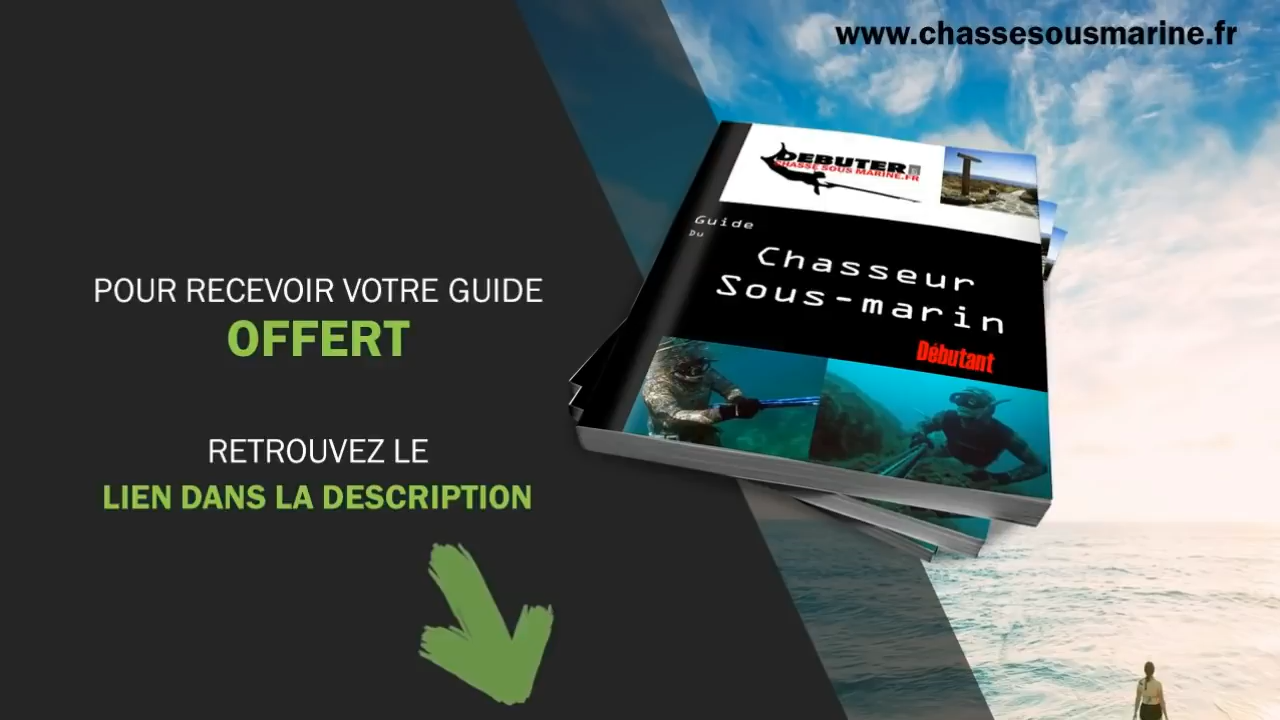 www.chassesousmarine.fr
DEBUTER
CHASSE SOUS MARINE.FR
Guide
Du
Chasseur
Sous-marin
Débutant
POUR RECEVOIR VOTRE GUIDE
OFFERT
RETROUVEZ LE
LIEN DANS LA DESCRIPTION